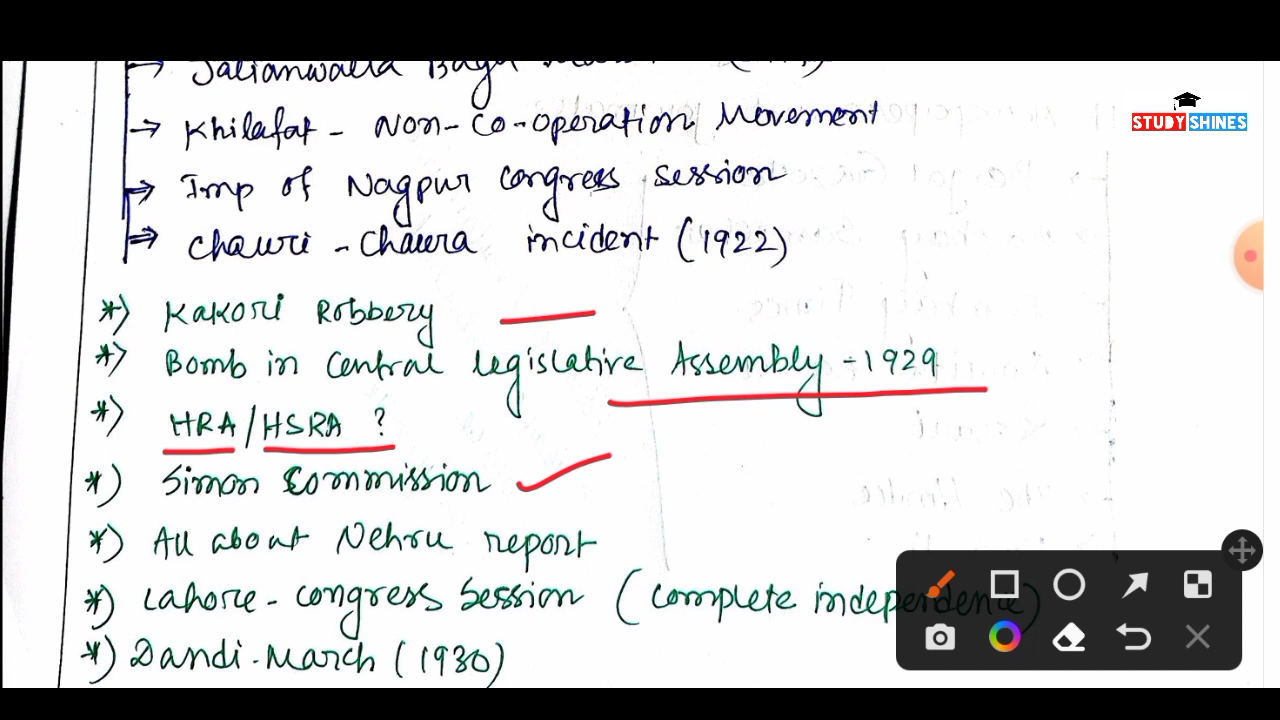 Jalianwalla Bagh
→ Khilafat - Non-Co-operation Movement
→ Imp of Nagpur Congress session
⇒ Chauri - Chaura incident (1922)
STUDY SHINES
*) Kakori Robbery
*) Bomb in Central legislative Assembly - 1929
*) HRA/HSRA ?
*) Simon Commission
*) All about Nehru report
*) Lahore - Congress Session (Complete independence)
*) Dandi-March (1930)